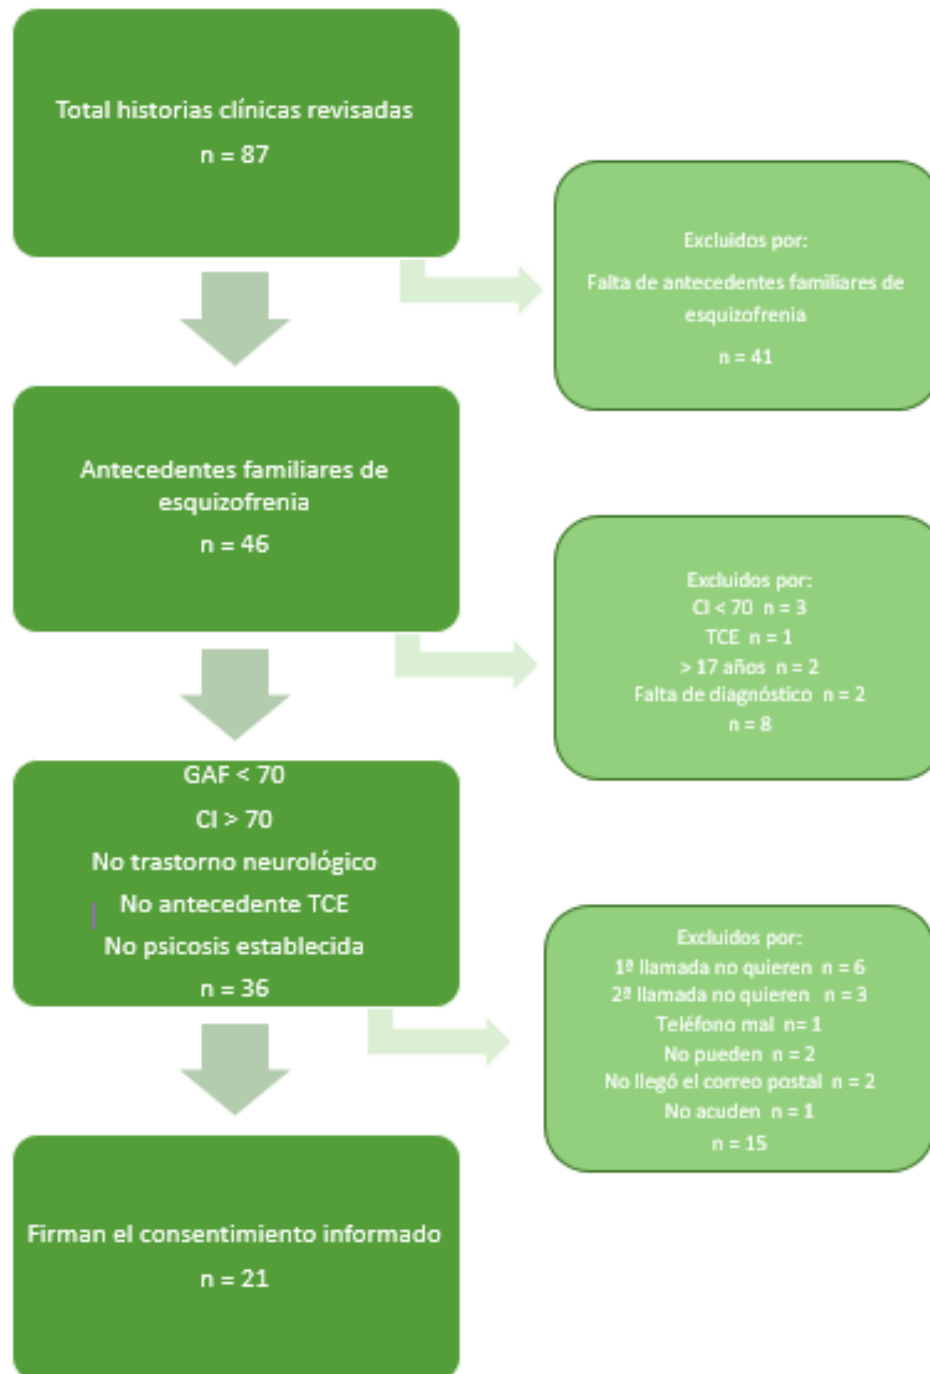 Total historias clínicas revisadas
n = 87
Excluidos por:
Falta de antecedentes familiares de
esquizofrenia
n = 41
Antecedentes familiares de
esquizofrenia
n = 46
Excluidos por:
CI < 70 n = 3
TCE n = 1
> 17 años n = 2
Falta de diagnóstico n = 2
n = 8
GAF < 70
CI > 70
No trastorno neurológico
No antecedente TCE
No psicosis establecida
n = 36
Excluidos por:
1ª llamada no quieren n = 6
2ª llamada no quieren n = 3
Teléfono mal n= 1
No pueden n = 2
No llegó el correo postal n = 2
No acuden n = 1
n = 15
Firman el consentimiento informado
n = 21